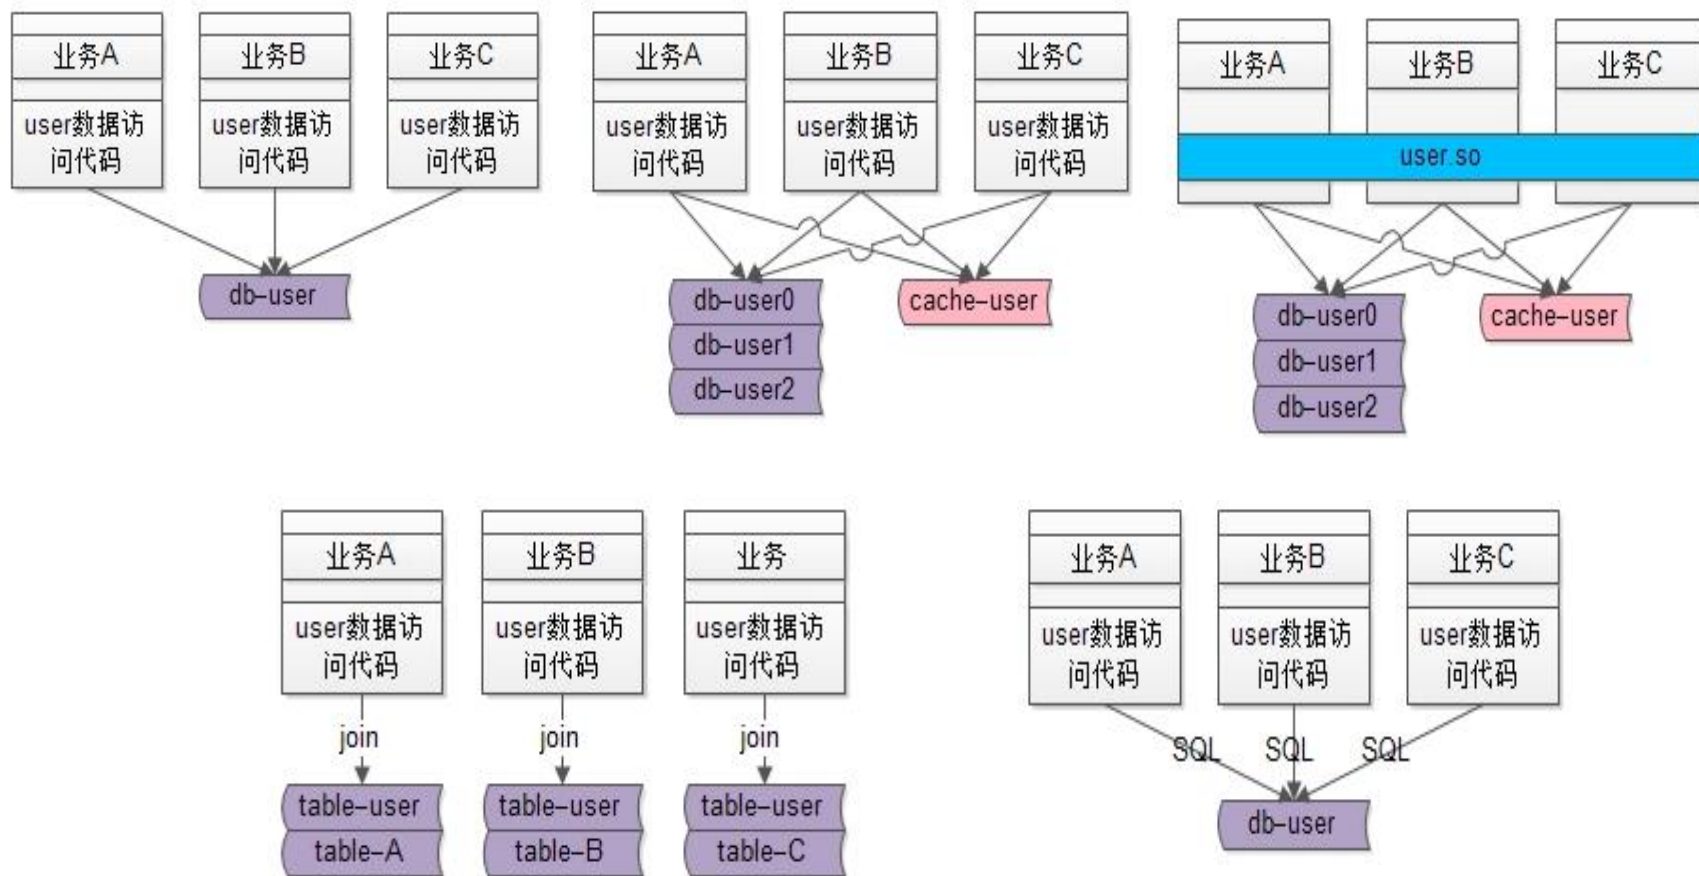 业务A
user数据访
问代码
业务B
user数据访
问代码
业务C
user数据访
问代码
db-user
业务A
user数据访
问代码
业务B
user数据访
问代码
业务C
user数据访
问代码
db-user0
db-user1
db-user2
cache-user
业务A
业务B
业务C
user.so
db-user0
db-user1
db-user2
cache-user
业务A
user数据访
问代码
join
table-user
table-A
业务B
user数据访
问代码
join
table-user
table-B
业务
user数据访
问代码
join
table-user
table-C
业务A
user数据访
问代码
业务B
user数据访
问代码
业务C
user数据访
问代码
SQL
SQL
SQL
db-user